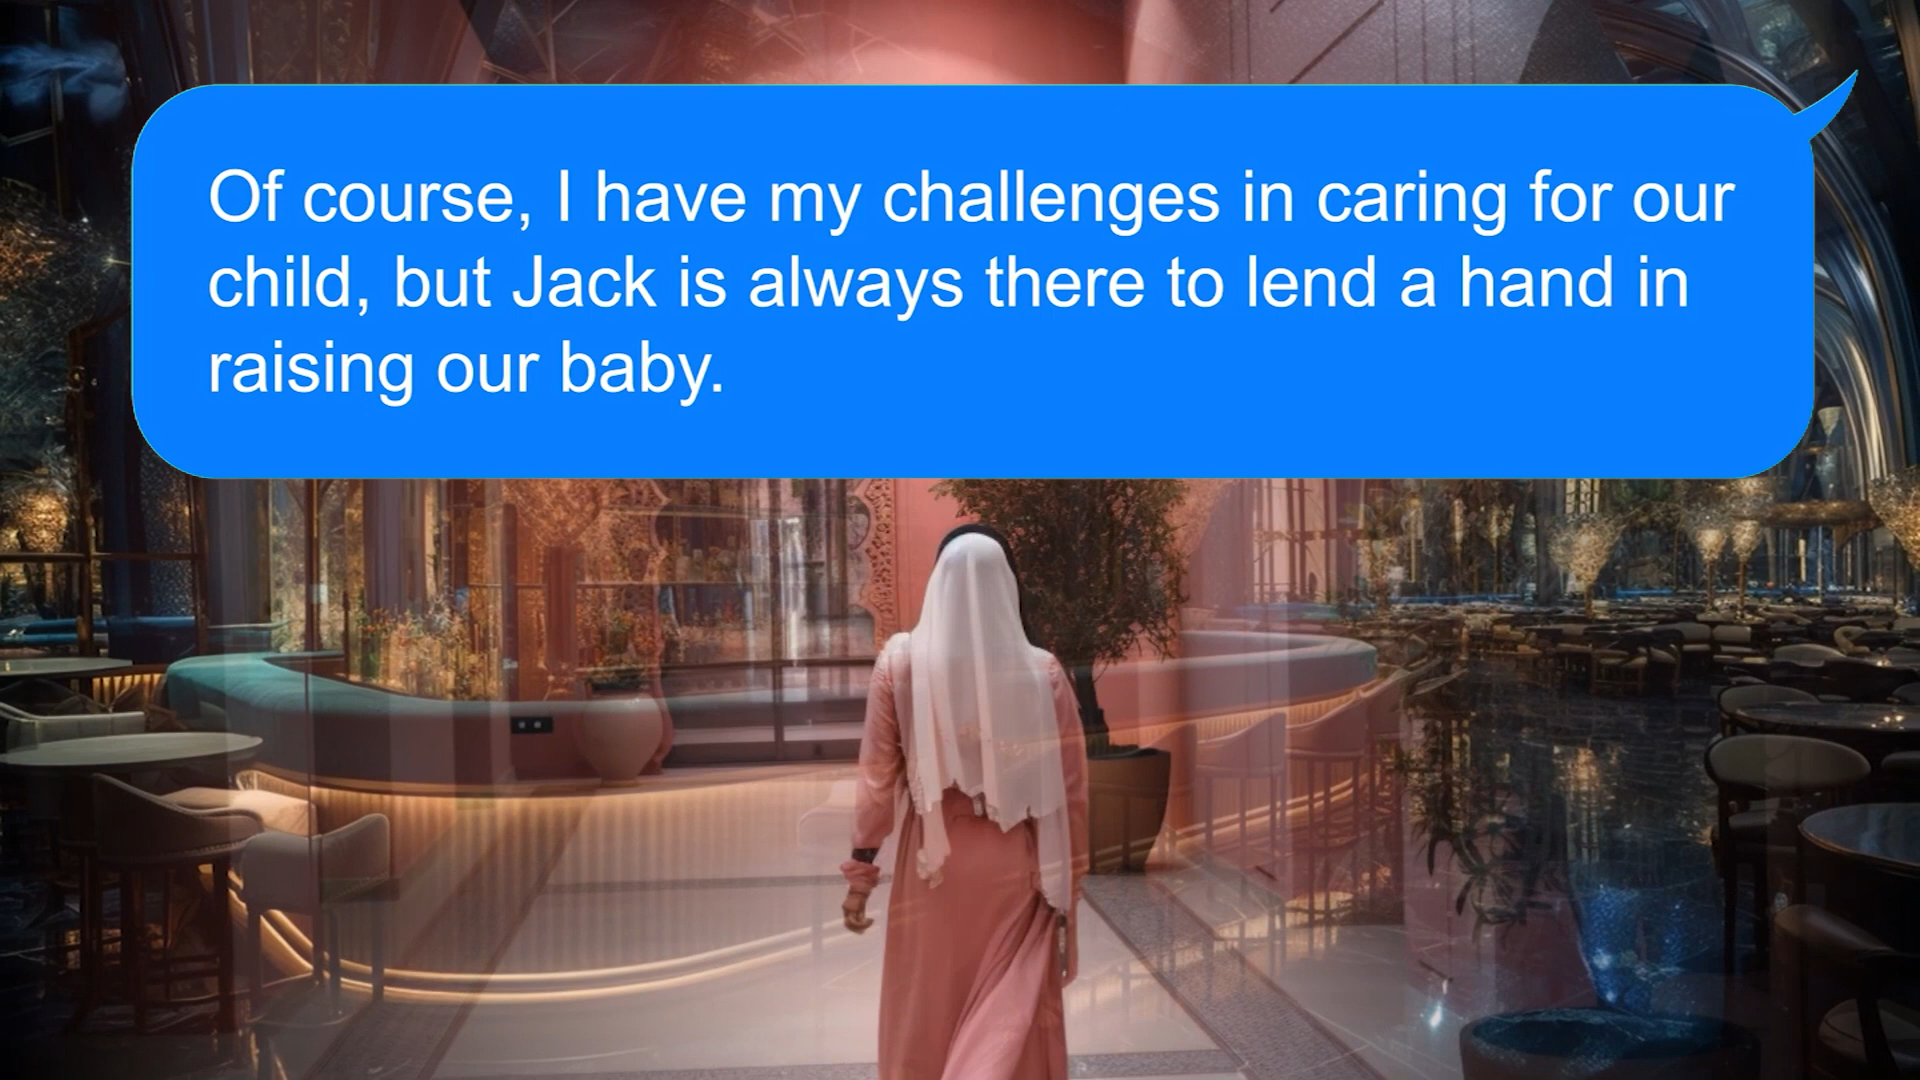 Of course, I have my challenges in caring for our
child, but Jack is always there to lend a hand in
raising our baby.